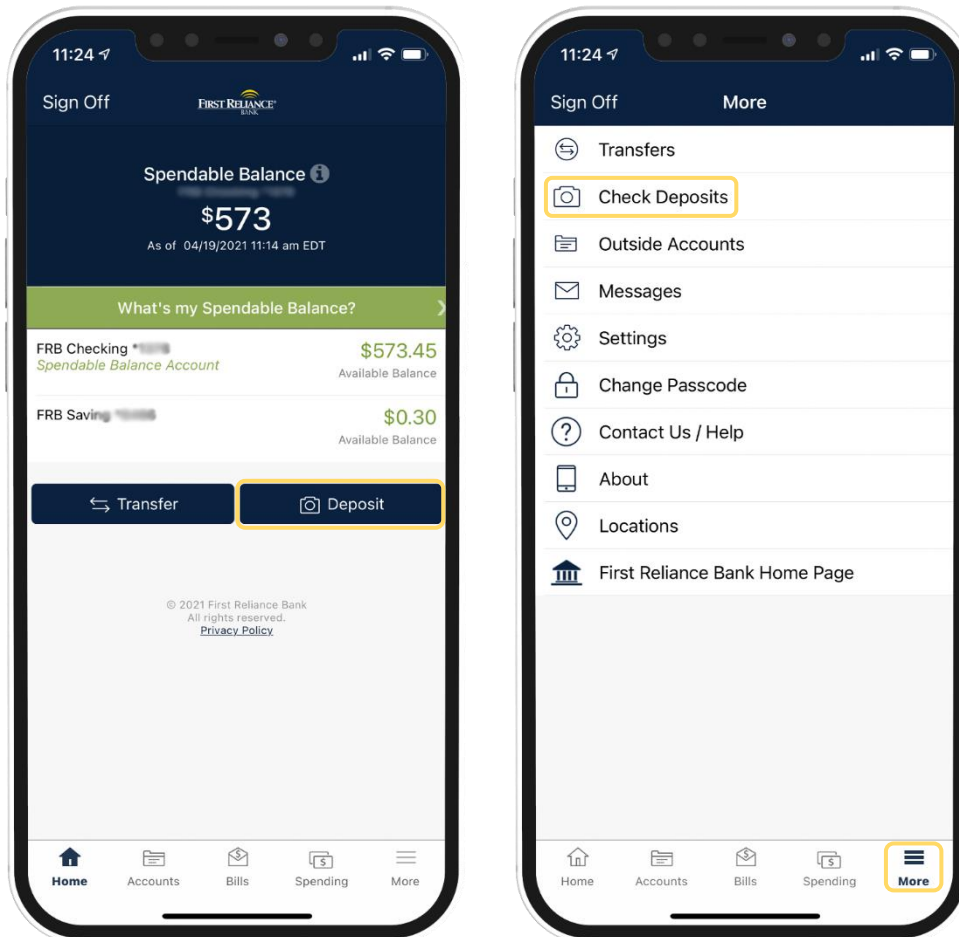 11:24
Sign Off
FIRST RELIANCE
BANK
Spendable Balance
$573
As of 04/19/2021 11:14 am EDT
What's my Spendable Balance?
FRB Checking *
$573.45
Spendable Balance Account
Available Balance
FRB Saving
$0.30
Available Balance
Transfer
Deposit
© 2021 First Reliance Bank
All rights reserved.
Privacy Policy
Home
Accounts
Bills
Spending
More
11:24
Sign Off
More
Transfers
Check Deposits
Outside Accounts
Messages
Settings
Change Passcode
Contact Us / Help
About
Locations
First Reliance Bank Home Page
Home
Accounts
Bills
Spending
More